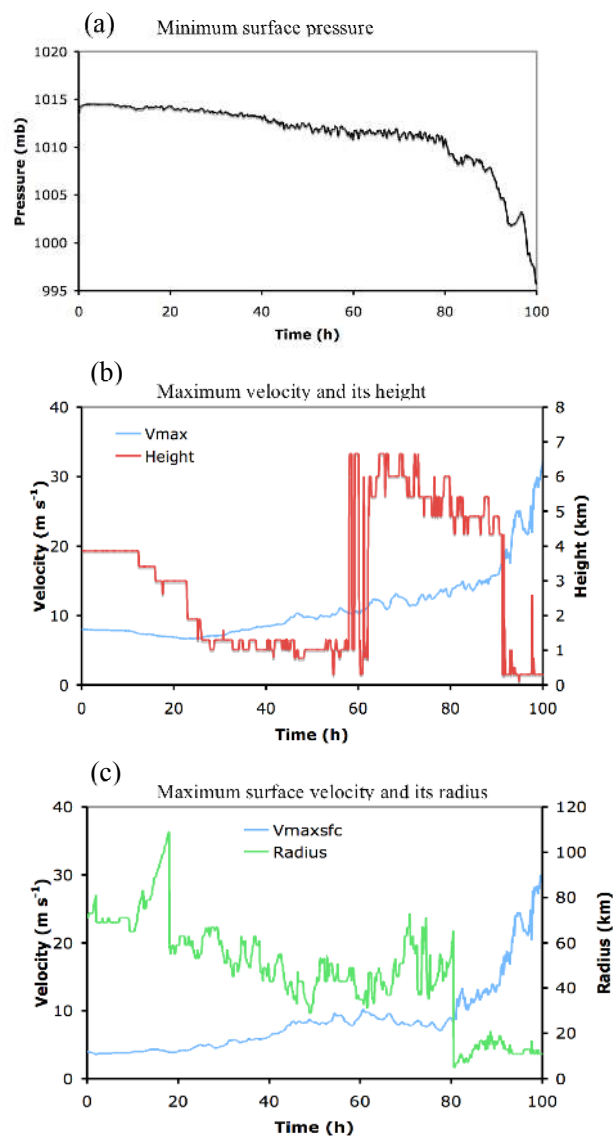 (a)
Minimum surface pressure
1020
1015
1010
1005
1000
995
Pressure (mb)
0 20 40 60 80 100
Time (h)
(b)
Maximum velocity and its height
40
30
20
10
0
Velocity (m s⁻¹)
Vmax
Height
8
7
6
5
4
3
2
1
0
Height (km)
0 20 40 60 80 100
Time (h)
(c)
Maximum surface velocity and its radius
40
30
20
10
0
Velocity (m s⁻¹)
Vmaxsfc
Radius
120
100
80
60
40
20
0
Radius (km)
0 20 40 60 80 100
Time (h)